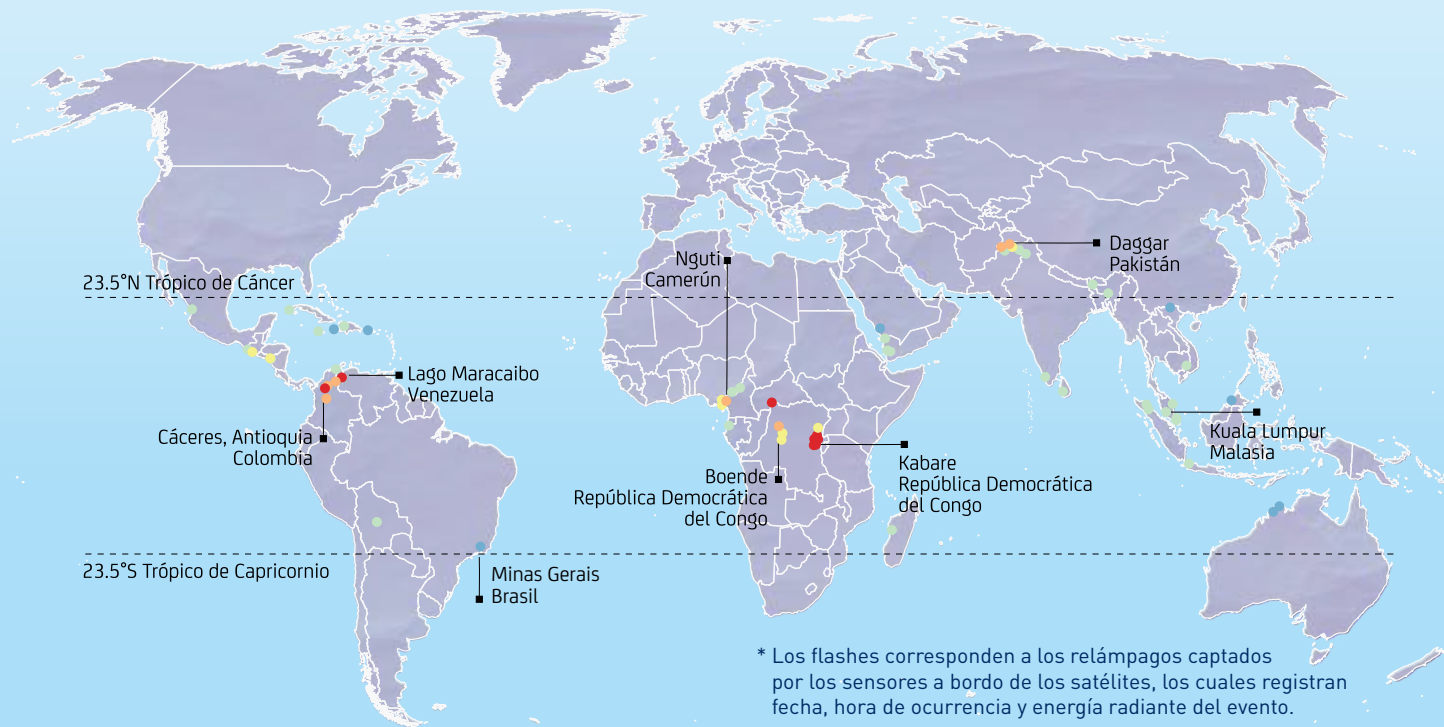 Nguti
Camerún
Daggar
Pakistán
23.5°N Trópico de Cáncer
Lago Maracaibo
Venezuela
Cáceres, Antioquia
Colombia
Kuala Lumpur
Malasia
Boende
República Democrática
del Congo
Kabare
República Democrática
del Congo
23.5°S Trópico de Capricornio
Minas Gerais
Brasil
* Los flashes corresponden a los relámpagos captados
por los sensores a bordo de los satélites, los cuales registran
fecha, hora de ocurrencia y energía radiante del evento.